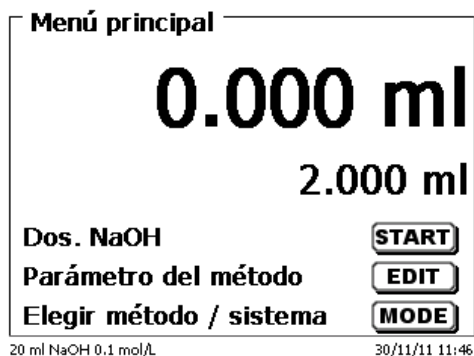 Menú principal
0.000 ml
2.000 ml
Dos. NaOH START
Parámetro del método EDIT
Elegir método / sistema MODE
20 ml NaOH 0.1 mol/L 30/11/11 11:46